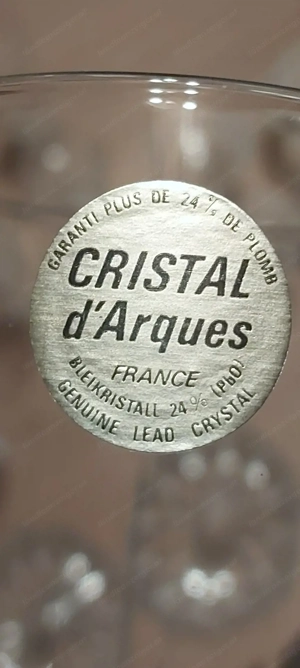 GARANTI PLUS DE 24 % DE PLOMB
CRISTAL
d'Arques
FRANCE
BLEIKRISTALL 24% (PbO)
GENUINE LEAD CRYSTAL